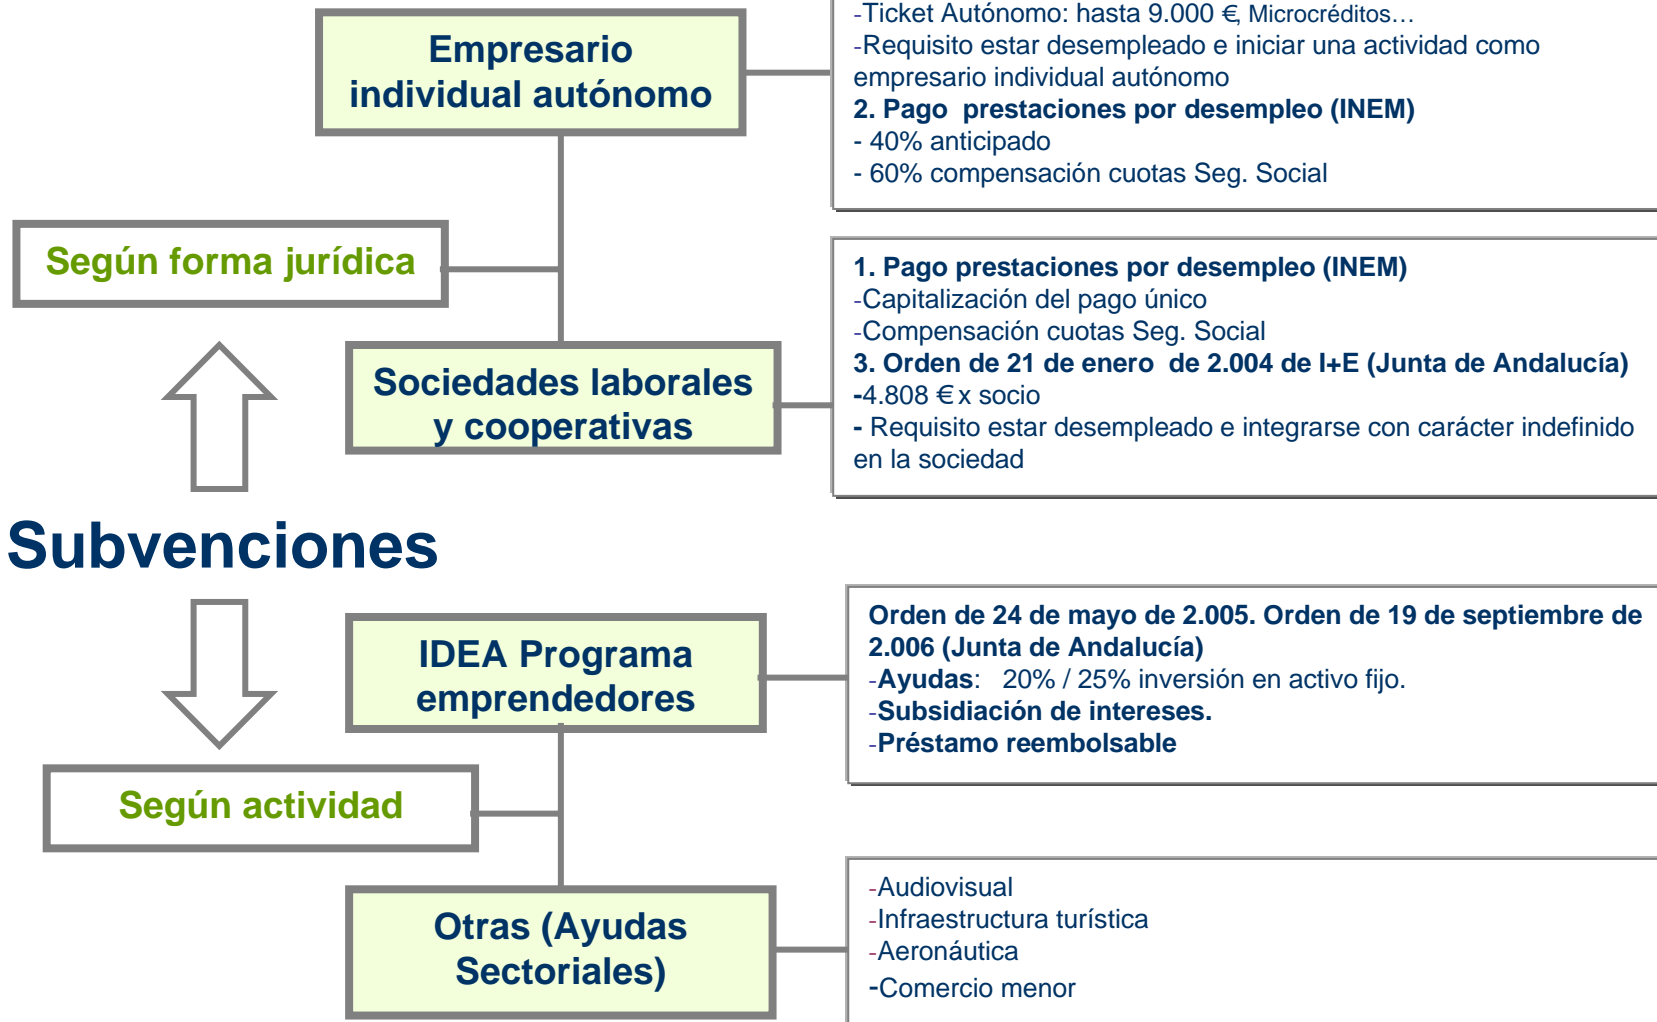 -Ticket Autónomo: hasta 9.000 €, Microcréditos…
-Requisito estar desempleado e iniciar una actividad como
empresario individual autónomo
2. Pago prestaciones por desempleo (INEM)
- 40% anticipado
- 60% compensación cuotas Seg. Social
Empresario
individual autónomo
Según forma jurídica
1. Pago prestaciones por desempleo (INEM)
-Capitalización del pago único
-Compensación cuotas Seg. Social
3. Orden de 21 de enero de 2.004 de I+E (Junta de Andalucía)
-4.808 € x socio
- Requisito estar desempleado e integrarse con carácter indefinido
en la sociedad
Sociedades laborales
y cooperativas
Subvenciones
IDEA Programa
emprendedores
Orden de 24 de mayo de 2.005. Orden de 19 de septiembre de
2.006 (Junta de Andalucía)
-Ayudas: 20% / 25% inversión en activo fijo.
-Subsidiación de intereses.
-Préstamo reembolsable
Según actividad
Otras (Ayudas
Sectoriales)
-Audiovisual
-Infraestructura turística
-Aeronáutica
-Comercio menor